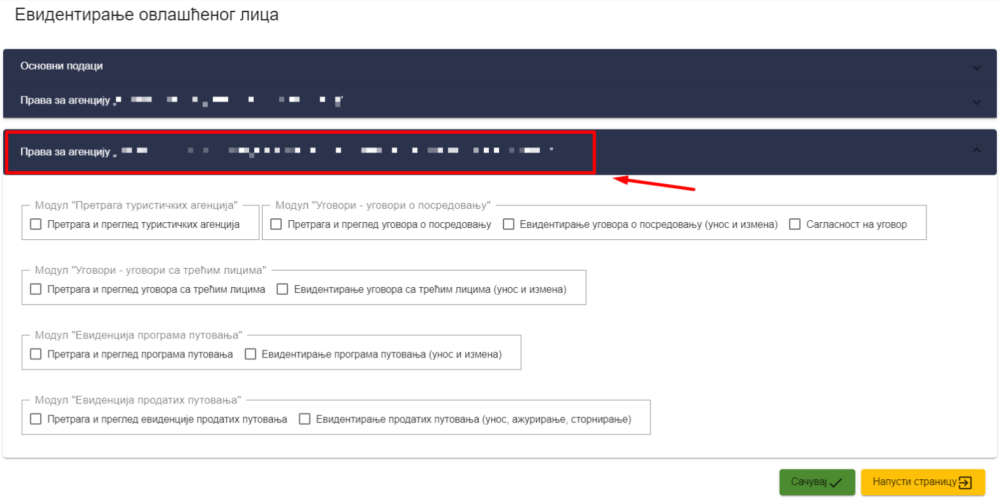 Евидентирање овлашћеног лица
Основни подаци
Права за агенцију „
Права за агенцију „ "
Модул "Претрага туристичких агенција" Модул "Уговори - уговори о посредовању"
Претрага и преглед туристичких агенција Претрага и преглед уговора о посредовању Евидентирање уговора о посредовању (унос и измена) Сагласност на уговор
Модул "Уговори - уговори са трећим лицима"
Претрага и преглед уговора са трећим лицима Евидентирање уговора са трећим лицима (унос и измена)
Модул "Евиденција програма путовања"
Претрага и преглед програма путовања Евидентирање програма путовања (унос и измена)
Модул "Евиденција продатих путовања"
Претрага и преглед евиденције продатих путовања Евидентирање продатих путовања (унос, ажурирање, сторнирање)
Сачувај Напусти страницу